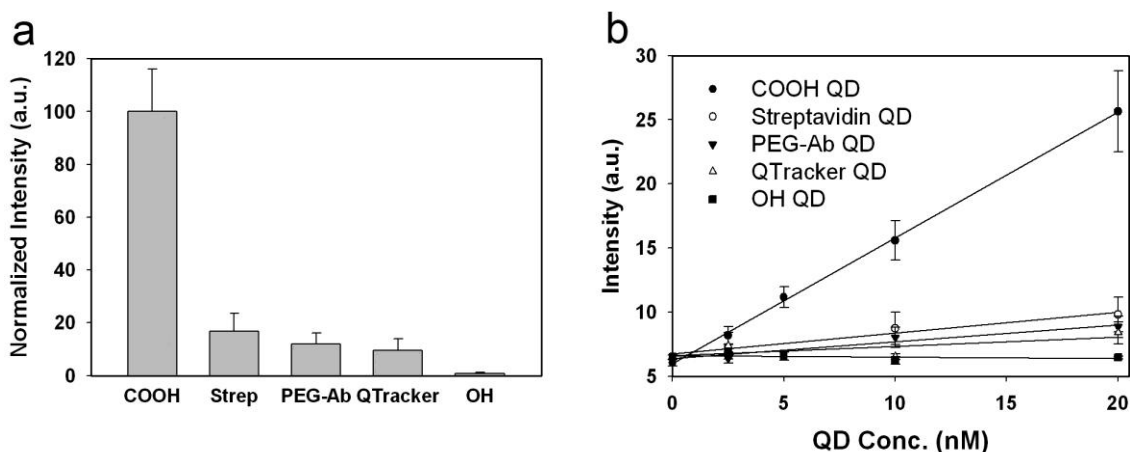 a
Normalized Intensity (a.u.)
120
100
80
60
40
20
0
COOH Strep PEG-Ab QTracker OH
b
Intensity (a.u.)
30
25
20
15
10
5
COOH QD
Streptavidin QD
PEG-Ab QD
QTracker QD
OH QD
0 5 10 15 20
QD Conc. (nM)